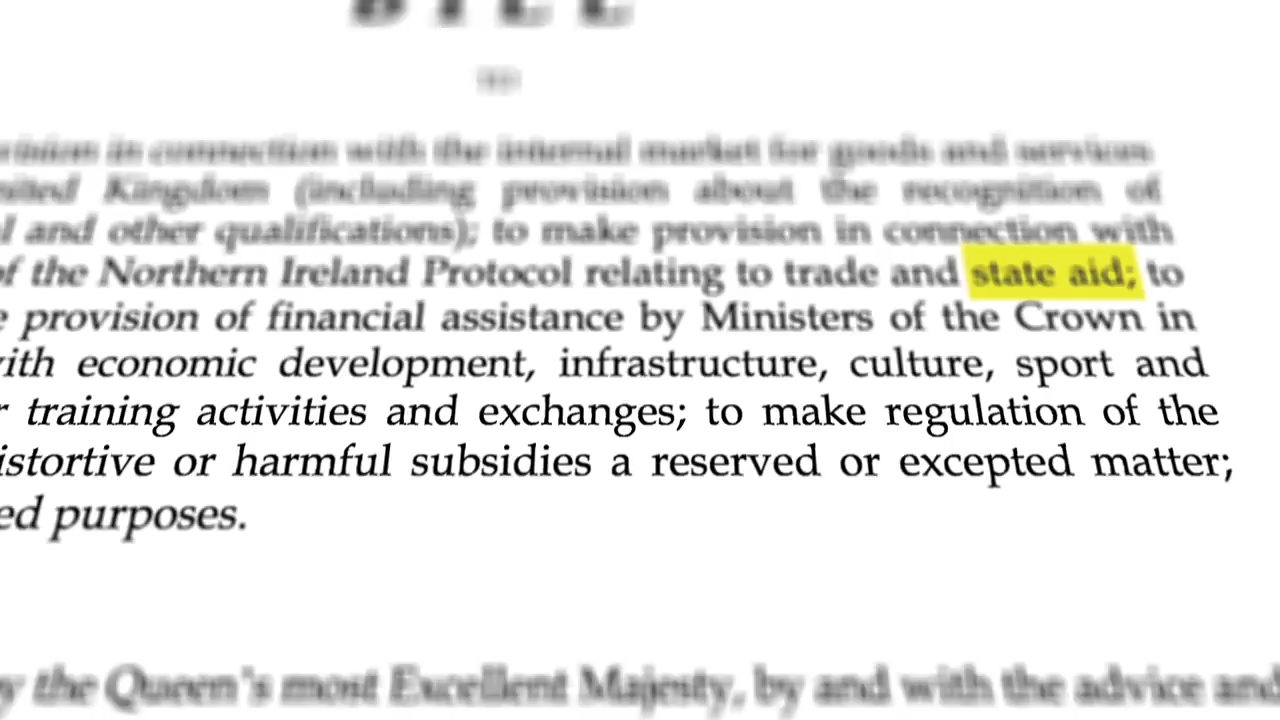 BILL
TO
vision in connection with the internal market for goods and services
nited Kingdom (including provision about the recognition of
l and other qualifications); to make provision in connection with
of the Northern Ireland Protocol relating to trade and state aid; to
e provision of financial assistance by Ministers of the Crown in
with economic development, infrastructure, culture, sport and
r training activities and exchanges; to make regulation of the
istortive or harmful subsidies a reserved or excepted matter;
ed purposes.
y the Queen's most Excellent Majesty, by and with the advice and